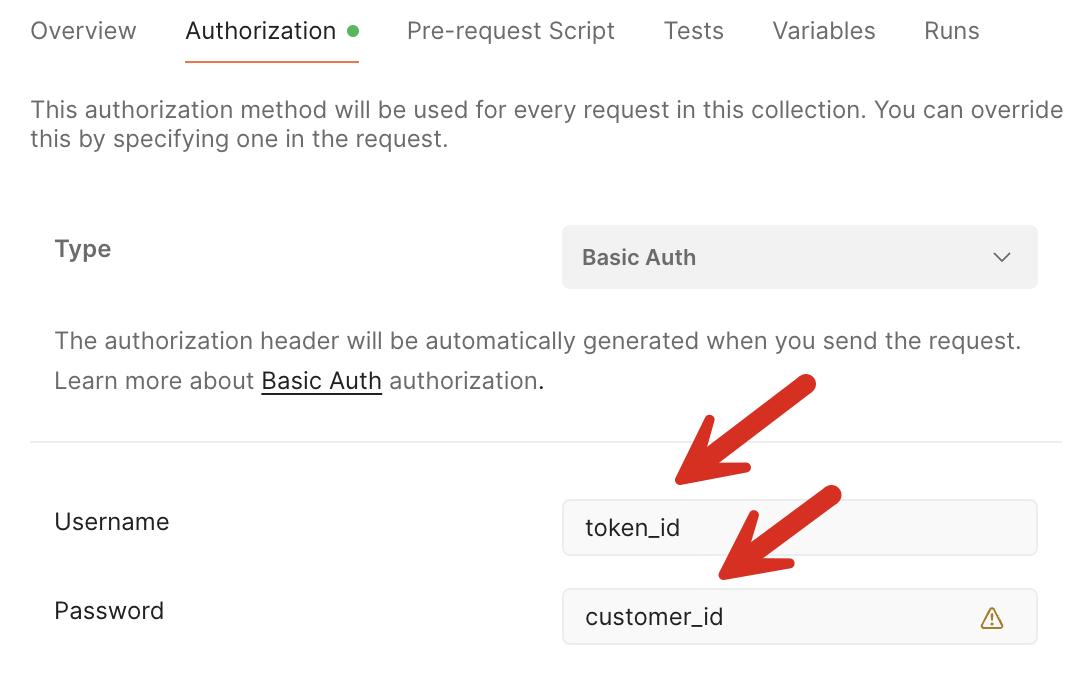 Overview Authorization Pre-request Script Tests Variables Runs
This authorization method will be used for every request in this collection. You can override
this by specifying one in the request.
Type Basic Auth
The authorization header will be automatically generated when you send the request.
Learn more about Basic Auth authorization.
Username token_id
Password customer_id